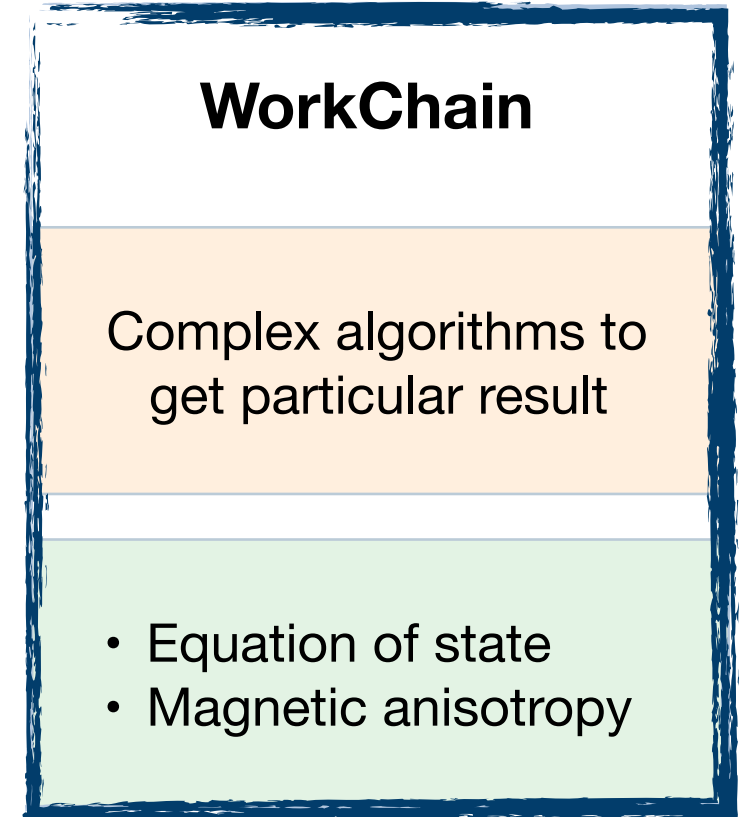 WorkChain
Complex algorithms to
get particular result
• Equation of state
• Magnetic anisotropy